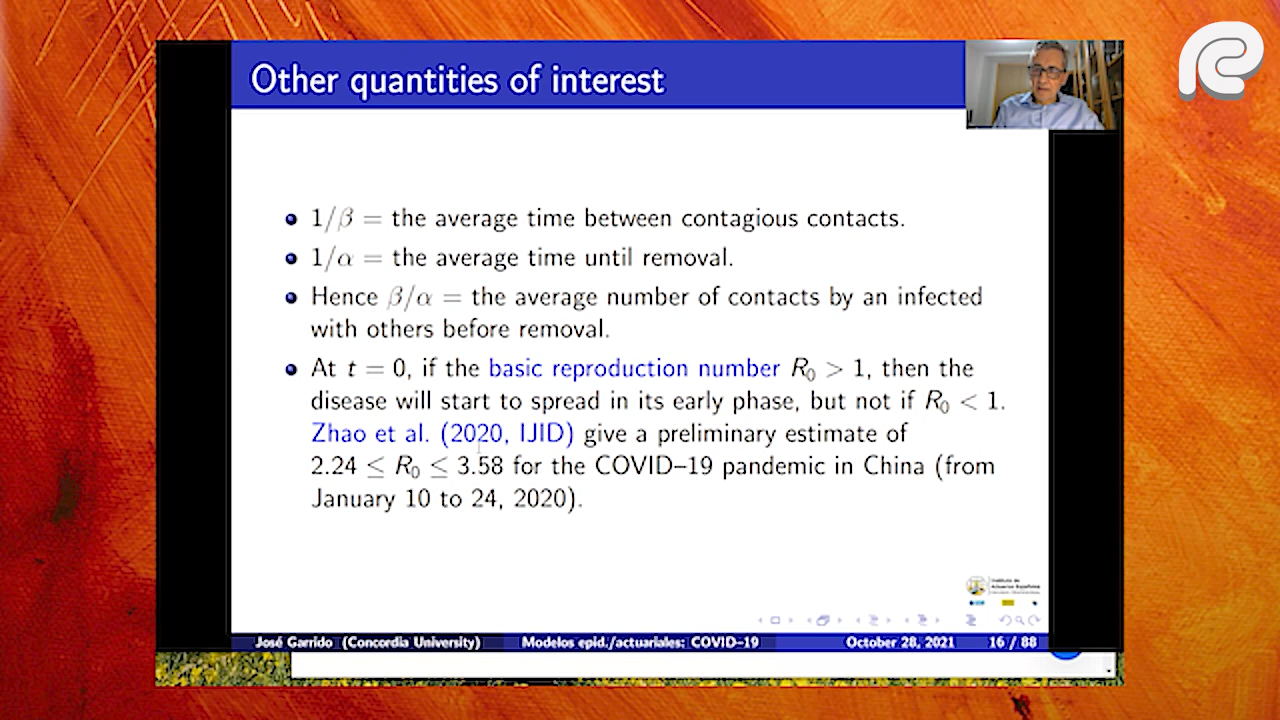 Other quantities of interest
1/β = the average time between contagious contacts.
1/α = the average time until removal.
Hence β/α = the average number of contacts by an infected
with others before removal.
At t = 0, if the basic reproduction number R₀ > 1, then the
disease will start to spread in its early phase, but not if R₀ < 1.
Zhao et al. (2020, IJID) give a preliminary estimate of
2.24 ≤ R₀ ≤ 3.58 for the COVID–19 pandemic in China (from
January 10 to 24, 2020).
Instituto de
Actuarios Españoles
José Garrido (Concordia University) Modelos epid./actuariales: COVID–19 October 28, 2021 16 / 88